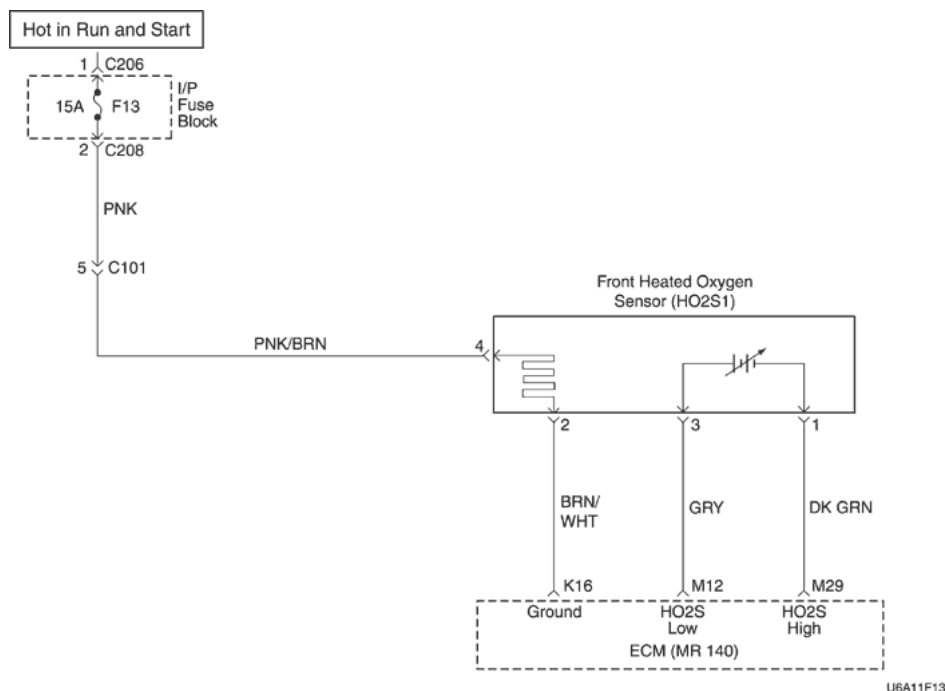 Hot in Run and Start
1 C206
15A F13
I/P
Fuse
Block
2 C208
PNK
5 C101
Front Heated Oxygen
Sensor (HO2S1)
PNK/BRN
4
2
3
1
BRN/
WHT
GRY
DK GRN
K16
M12
M29
Ground
HO2S
Low
HO2S
High
ECM (MR 140)
U6A11F13